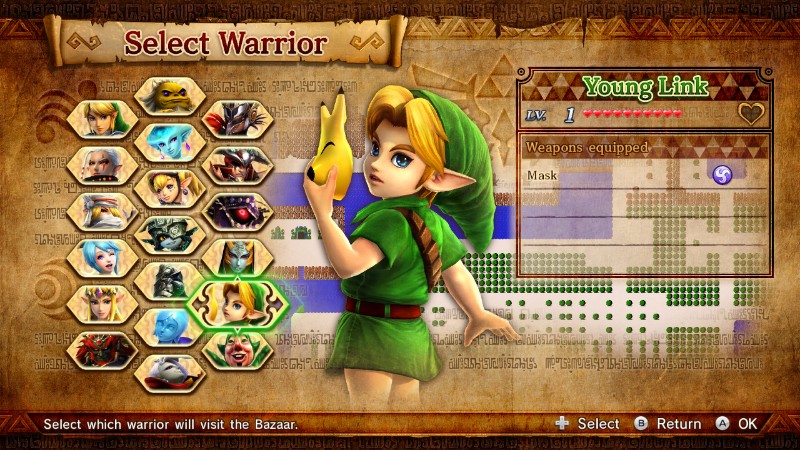 Select Warrior
Young Link
LV. 1
Weapons equipped
Mask
Select which warrior will visit the Bazaar.
Select B Return A OK